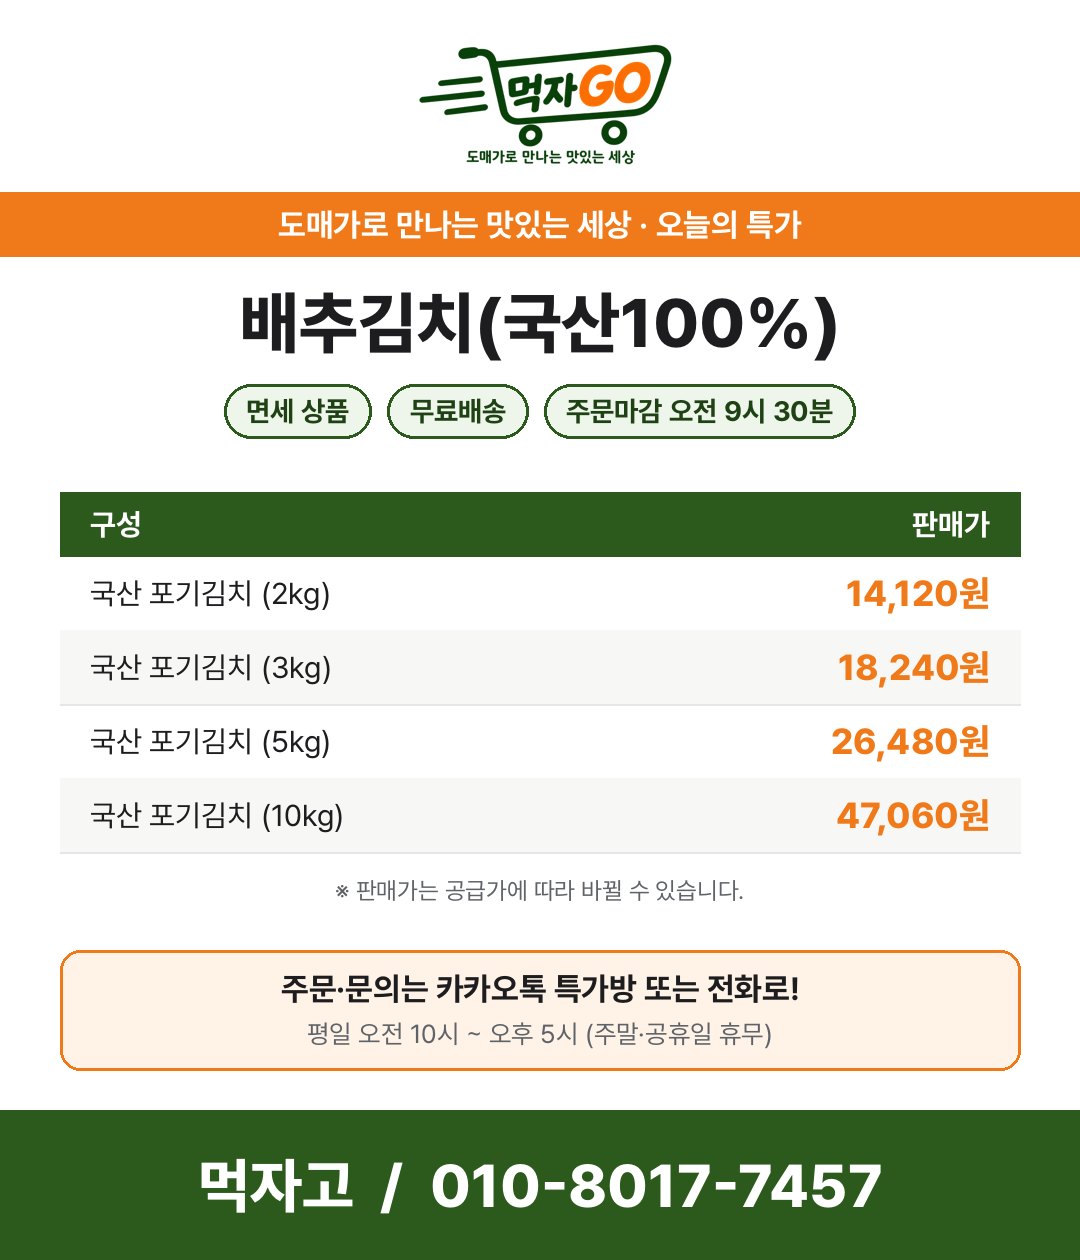 먹자GO
도매가로 만나는 맛있는 세상
도매가로 만나는 맛있는 세상 · 오늘의 특가
배추김치(국산100%)
면세 상품 무료배송 주문마감 오전 9시 30분
구성 판매가
국산 포기김치 (2kg) 14,120원
국산 포기김치 (3kg) 18,240원
국산 포기김치 (5kg) 26,480원
국산 포기김치 (10kg) 47,060원
※ 판매가는 공급가에 따라 바뀔 수 있습니다.
주문·문의는 카카오톡 특가방 또는 전화로!
평일 오전 10시 ~ 오후 5시 (주말·공휴일 휴무)
먹자고 / 010-8017-7457